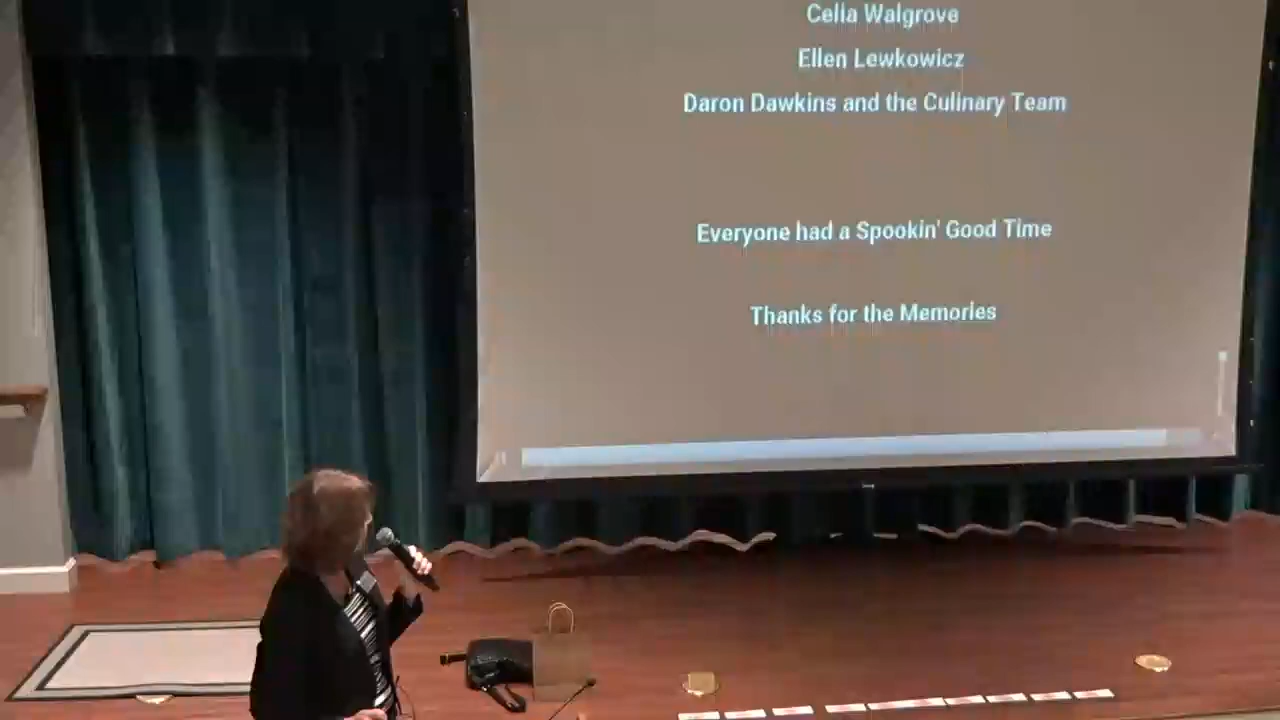 Celia Walgrove
Ellen Lewkowicz
Daron Dawkins and the Culinary Team
Everyone had a Spookin' Good Time
Thanks for the Memories